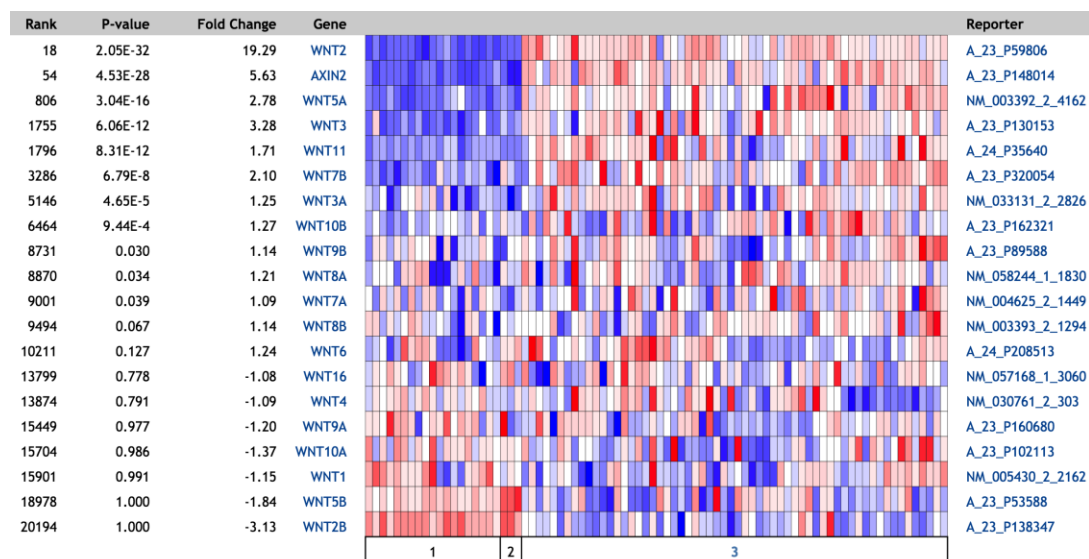 Rank P-value Fold Change Gene Reporter
18 2.05E-32 19.29 WNT2 A_23_P59806
54 4.53E-28 5.63 AXIN2 A_23_P148014
806 3.04E-16 2.78 WNT5A NM_003392_2_4162
1755 6.06E-12 3.28 WNT3 A_23_P130153
1796 8.31E-12 1.71 WNT11 A_24_P35640
3286 6.79E-8 2.10 WNT7B A_23_P320054
5146 4.65E-5 1.25 WNT3A NM_033131_2_2826
6464 9.44E-4 1.27 WNT10B A_23_P162321
8731 0.030 1.14 WNT9B A_23_P89588
8870 0.034 1.21 WNT8A NM_058244_1_1830
9001 0.039 1.09 WNT7A NM_004625_2_1449
9494 0.067 1.14 WNT8B NM_003393_2_1294
10211 0.127 1.24 WNT6 A_24_P208513
13799 0.778 -1.08 WNT16 NM_057168_1_3060
13874 0.791 -1.09 WNT4 NM_030761_2_303
15449 0.977 -1.20 WNT9A A_23_P160680
15704 0.986 -1.37 WNT10A A_23_P102113
15901 0.991 -1.15 WNT1 NM_005430_2_2162
18978 1.000 -1.84 WNT5B A_23_P53588
20194 1.000 -3.13 WNT2B A_23_P138347
1 2 3